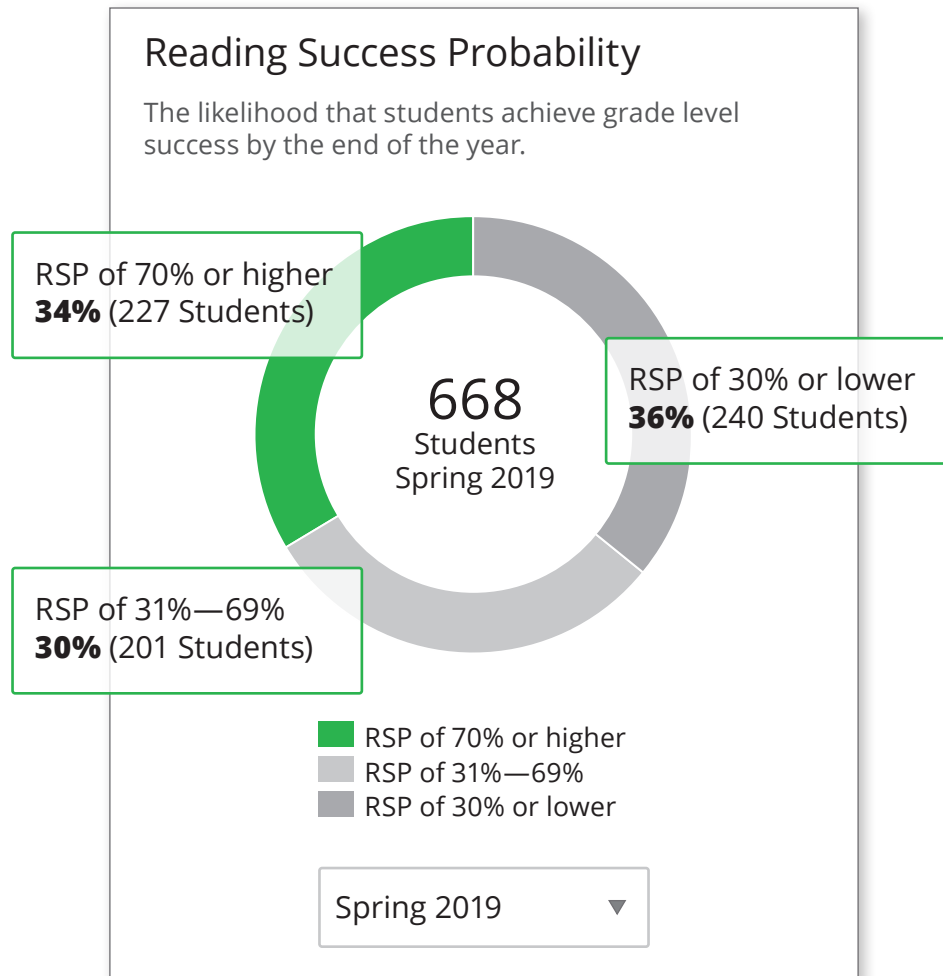 Reading Success Probability
The likelihood that students achieve grade level
success by the end of the year.
RSP of 70% or higher
34% (227 Students)
668
Students
Spring 2019
RSP of 30% or lower
36% (240 Students)
RSP of 31%—69%
30% (201 Students)
RSP of 70% or higher
RSP of 31%—69%
RSP of 30% or lower
Spring 2019